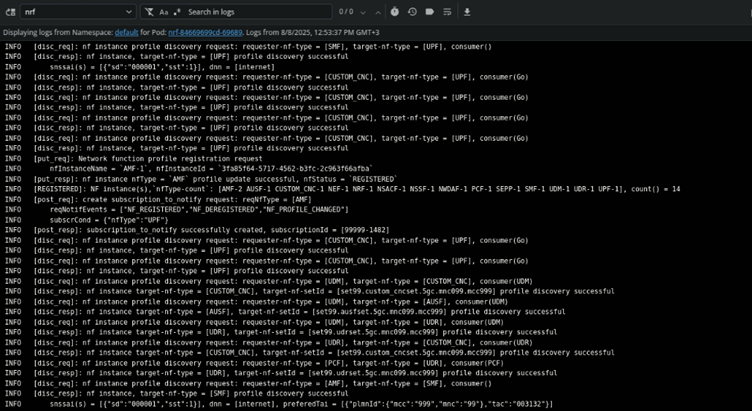 nrf
Aa
.*
Search in logs
0 / 0
Displaying logs from Namespace: default for Pod: nrf-84669699cd-69689. Logs from 8/8/2025, 12:53:37 PM GMT+3
INFO [disc_req]: nf instance profile discovery request: requester-nf-type = [SMF], target-nf-type = [UPF], consumer()
INFO [disc_resp]: nf instance, target-nf-type = [UPF] profile discovery successful
INFO snssai(s) = [{"sd":"000001","sst":1}], dnn = [internet]
INFO [disc_req]: nf instance profile discovery request: requester-nf-type = [CUSTOM_CNC], target-nf-type = [UPF], consumer(Go)
INFO [disc_resp]: nf instance, target-nf-type = [UPF] profile discovery successful
INFO [disc_req]: nf instance profile discovery request: requester-nf-type = [CUSTOM_CNC], target-nf-type = [UPF], consumer(Go)
INFO [disc_resp]: nf instance, target-nf-type = [UPF] profile discovery successful
INFO [disc_req]: nf instance profile discovery request: requester-nf-type = [CUSTOM_CNC], target-nf-type = [UPF], consumer(Go)
INFO [disc_resp]: nf instance, target-nf-type = [UPF] profile discovery successful
INFO [disc_req]: nf instance profile discovery request: requester-nf-type = [CUSTOM_CNC], target-nf-type = [UPF], consumer(Go)
INFO [disc_resp]: nf instance, target-nf-type = [UPF] profile discovery successful
INFO [put_req]: Network function profile registration request
INFO nfInstanceName = `AMF-1`, nfInstanceId = `3fa85f64-5717-4562-b3fc-2c963f66afba`
INFO [put_resp]: nf instance nfType = `AMF` profile update successful, nfStatus = `REGISTERED`
INFO [REGISTERED]: NF instance(s),`nfType-count`: [AMF-2 AUSF-1 CUSTOM_CNC-1 NEF-1 NRF-1 NSACF-1 NSSF-1 NWDAF-1 PCF-1 SEPP-1 SMF-1 UDM-1 UDR-1 UPF-1], count() = 14
INFO [post_req]: create subscription_to_notify request: reqNfType = [AMF]
INFO reqNotifEvents = ["NF_REGISTERED","NF_DEREGISTERED","NF_PROFILE_CHANGED"]
INFO subscrCond = {"nfType":"UPF"}
INFO [post_resp]: subscription_to_notify successfully created, subscriptionId = [99999-1482]
INFO [disc_req]: nf instance profile discovery request: requester-nf-type = [CUSTOM_CNC], target-nf-type = [UPF], consumer(Go)
INFO [disc_resp]: nf instance, target-nf-type = [UPF] profile discovery successful
INFO [disc_req]: nf instance profile discovery request: requester-nf-type = [CUSTOM_CNC], target-nf-type = [UPF], consumer(Go)
INFO [disc_resp]: nf instance, target-nf-type = [UPF] profile discovery successful
INFO [disc_req]: nf instance profile discovery request: requester-nf-type = [UDM], target-nf-type = [CUSTOM_CNC], consumer(UDM)
INFO [disc_resp]: nf instance target-nf-type = [CUSTOM_CNC], target-nf-setId = [set99.custom_cncset.5gc.mnc099.mcc999] profile discovery successful
INFO [disc_req]: nf instance profile discovery request: requester-nf-type = [UDM], target-nf-type = [AUSF], consumer(UDM)
INFO [disc_resp]: nf instance target-nf-type = [AUSF], target-nf-setId = [set99.ausfset.5gc.mnc099.mcc999] profile discovery successful
INFO [disc_req]: nf instance profile discovery request: requester-nf-type = [UDM], target-nf-type = [UDR], consumer(UDM)
INFO [disc_resp]: nf instance target-nf-type = [UDR], target-nf-setId = [set99.udrset.5gc.mnc099.mcc999] profile discovery successful
INFO [disc_req]: nf instance profile discovery request: requester-nf-type = [UDR], target-nf-type = [CUSTOM_CNC], consumer(UDR)
INFO [disc_resp]: nf instance target-nf-type = [CUSTOM_CNC], target-nf-setId = [set99.custom_cncset.5gc.mnc099.mcc999] profile discovery successful
INFO [disc_req]: nf instance profile discovery request: requester-nf-type = [PCF], target-nf-type = [UDR], consumer(PCF)
INFO [disc_resp]: nf instance target-nf-type = [UDR], target-nf-setId = [set99.udrset.5gc.mnc099.mcc999] profile discovery successful
INFO [disc_req]: nf instance profile discovery request: requester-nf-type = [AMF], target-nf-type = [SMF], consumer()
INFO [disc_resp]: nf instance, target-nf-type = [SMF] profile discovery successful
INFO snssai(s) = [{"sd":"000001","sst":1}], dnn = [internet], preferedTai = [{"plmnId":{"mcc":"999","mnc":"99"},"tac":"003132"}]